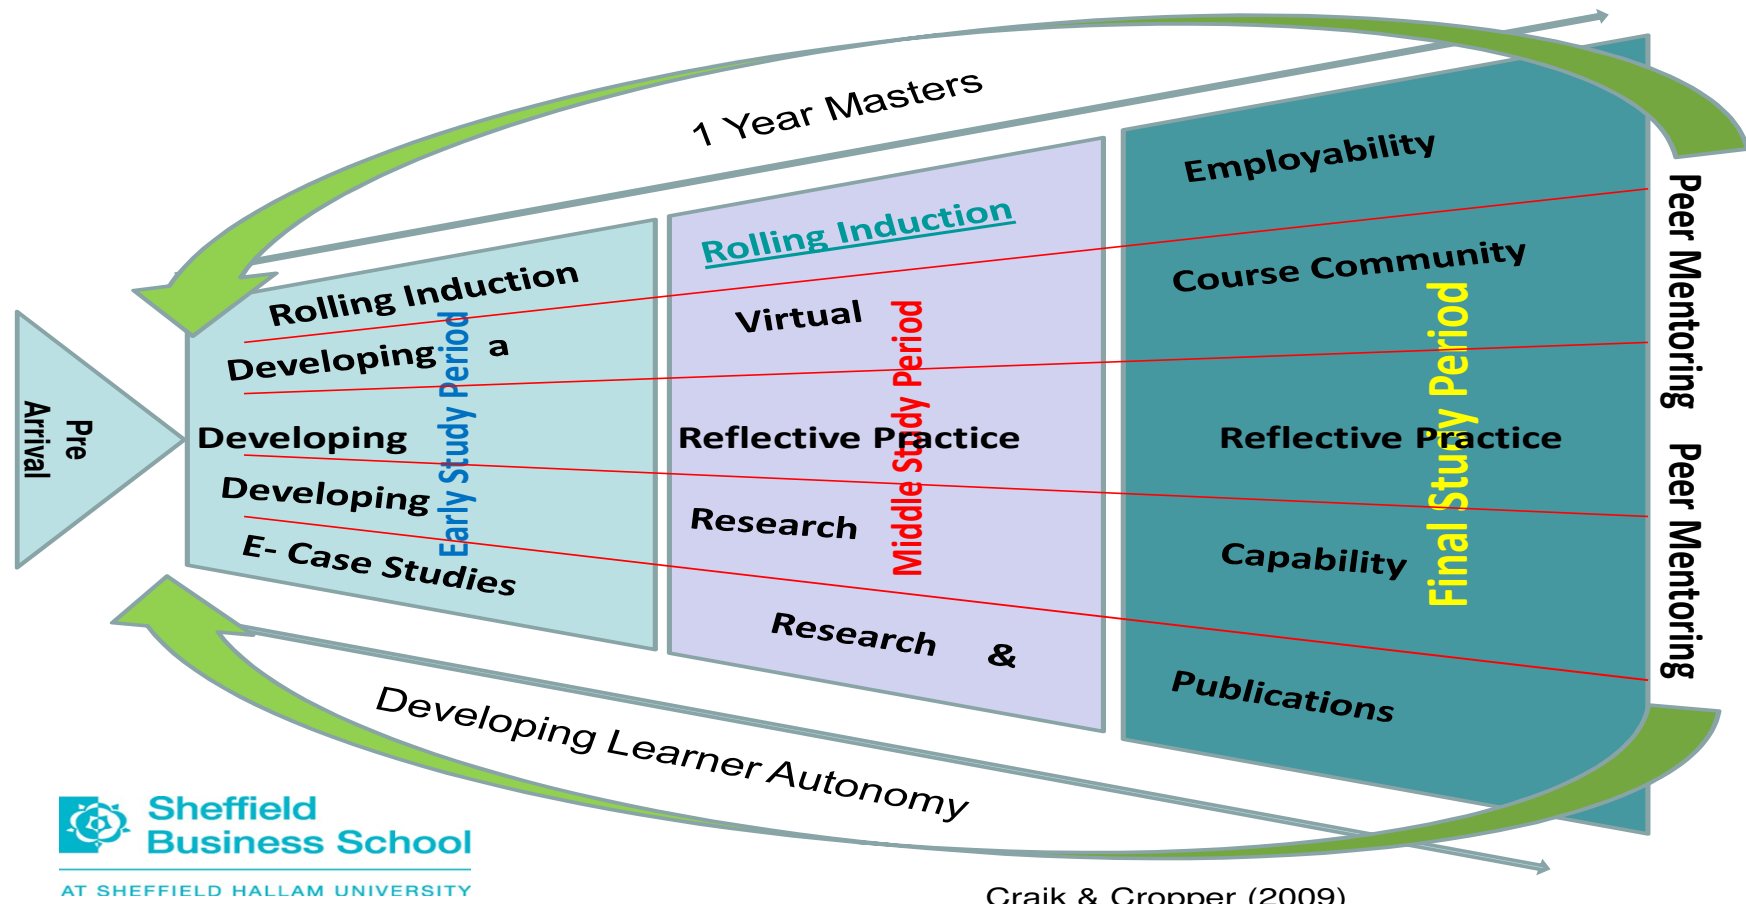 1 Year Masters
Pre
Arrival
Rolling Induction
Developing a
Developing
Developing
E- Case Studies
Early Study Period
Rolling Induction
Virtual
Reflective Practice
Research
Research &
Middle Study Period
Employability
Course Community
Reflective Practice
Capability
Publications
Final Study Period
Peer Mentoring Peer Mentoring
Developing Learner Autonomy
Sheffield
Business School
AT SHEFFIELD HALLAM UNIVERSITY
Craik & Cropper (2009)